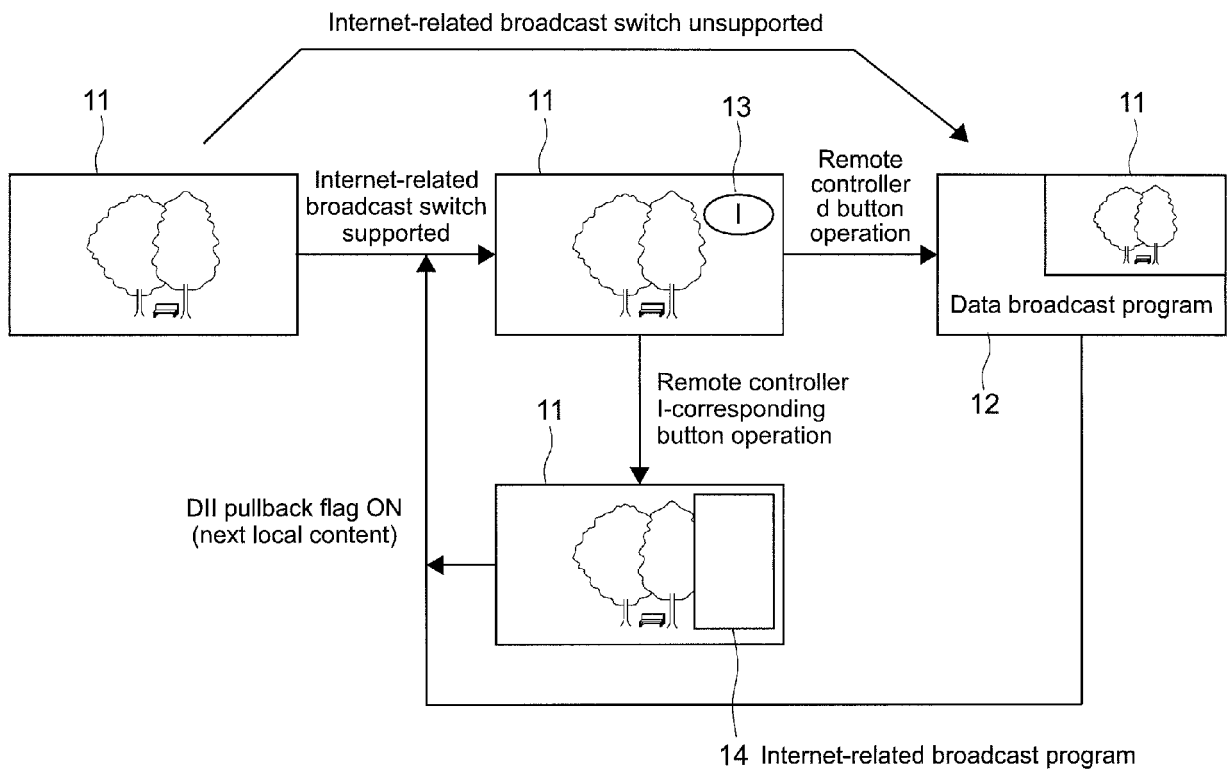 Internet-related broadcast switch unsupported
11
11
13
11
Internet-related
broadcast switch
supported
I
Remote
controller
d button
operation
Data broadcast program
12
Remote controller
I-corresponding
button operation
11
DII pullback flag ON
(next local content)
14 Internet-related broadcast program